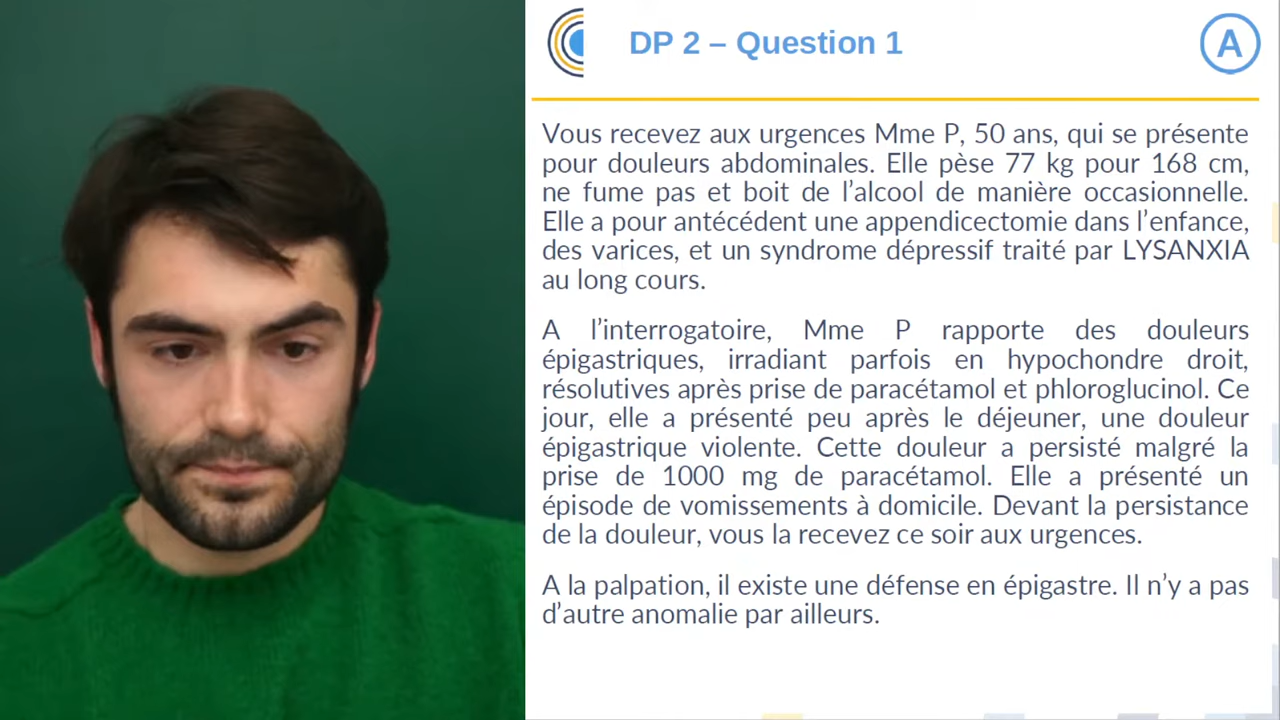 DP 2 – Question 1
A
Vous recevez aux urgences Mme P, 50 ans, qui se présente
pour douleurs abdominales. Elle pèse 77 kg pour 168 cm,
ne fume pas et boit de l’alcool de manière occasionnelle.
Elle a pour antécédent une appendicectomie dans l’enfance,
des varices, et un syndrome dépressif traité par LYSANXIA
au long cours.
A l’interrogatoire, Mme P rapporte des douleurs
épigastriques, irradiant parfois en hypochondre droit,
résolutives après prise de paracétamol et phloroglucinol. Ce
jour, elle a présenté peu après le déjeuner, une douleur
épigastrique violente. Cette douleur a persisté malgré la
prise de 1000 mg de paracétamol. Elle a présenté un
épisode de vomissements à domicile. Devant la persistance
de la douleur, vous la recevez ce soir aux urgences.
A la palpation, il existe une défense en épigastre. Il n’y a pas
d’autre anomalie par ailleurs.